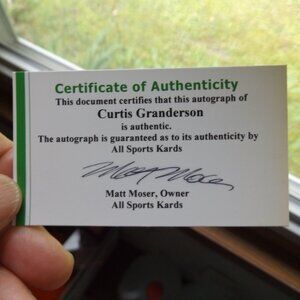 Certificate of Authenticity
This document certifies that this autograph of
Curtis Granderson
is authentic.
The autograph is guaranteed as to its authenticity by
All Sports Kards
Matt Moser
Matt Moser, Owner
All Sports Kards